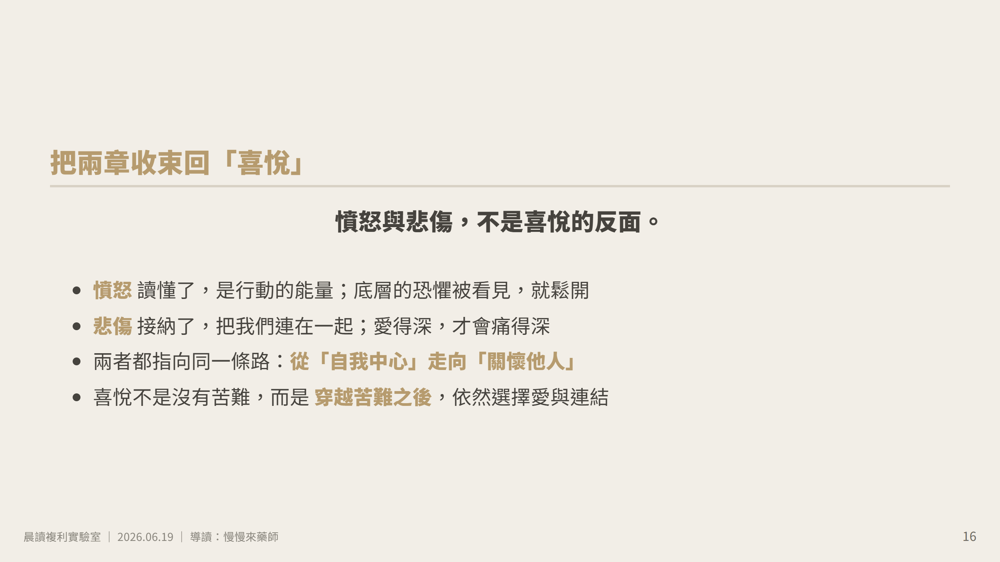 把兩章收束回「喜悅」
憤怒與悲傷，不是喜悅的反面。
• 憤怒 讀懂了，是行動的能量；底層的恐懼被看見，就鬆開
• 悲傷 接納了，把我們連在一起；愛得深，才會痛得深
• 兩者都指向同一條路：從「自我中心」走向「關懷他人」
• 喜悅不是沒有苦難，而是 穿越苦難之後，依然選擇愛與連結
晨讀複利實驗室｜2026.06.19｜導讀：慢慢來藥師
16